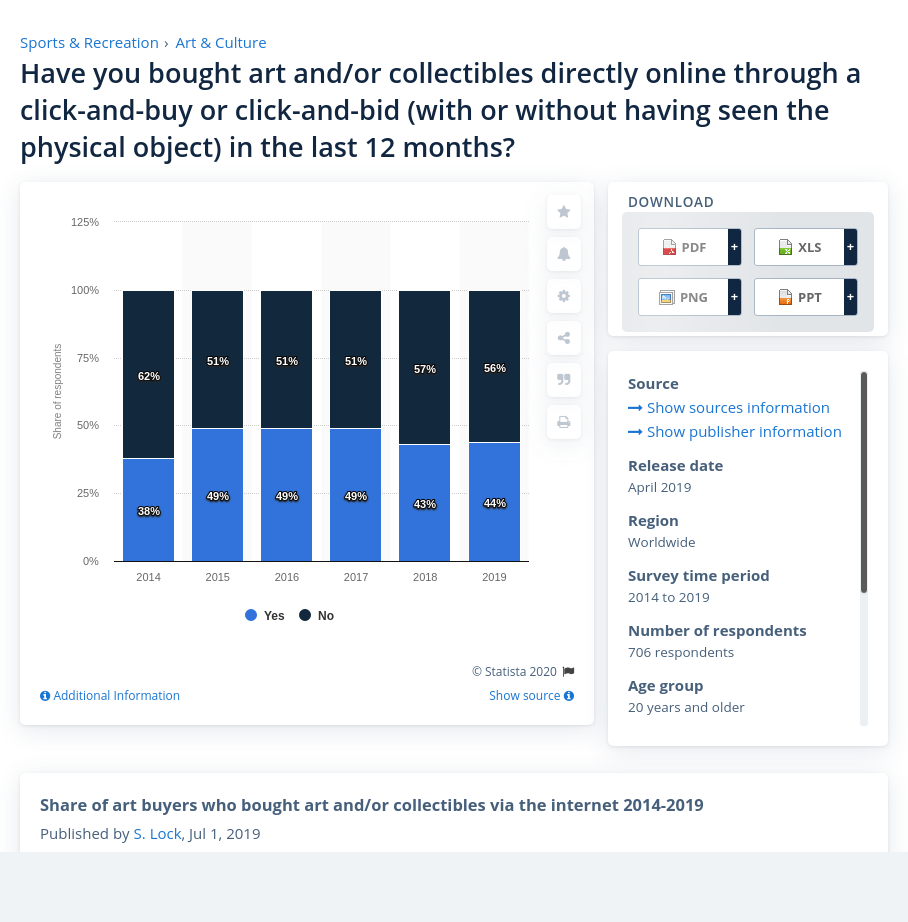 Sports & Recreation › Art & Culture
Have you bought art and/or collectibles directly online through a
click-and-buy or click-and-bid (with or without having seen the
physical object) in the last 12 months?
125%
100%
75%
50%
25%
0%
Share of respondents
62%
51%
51%
51%
57%
56%
38%
49%
49%
49%
43%
44%
2014
2015
2016
2017
2018
2019
Yes
No
© Statista 2020
Additional Information
Show source
DOWNLOAD
PDF +
XLS +
PNG +
PPT +
Source
Show sources information
Show publisher information
Release date
April 2019
Region
Worldwide
Survey time period
2014 to 2019
Number of respondents
706 respondents
Age group
20 years and older
Share of art buyers who bought art and/or collectibles via the internet 2014-2019
Published by S. Lock, Jul 1, 2019